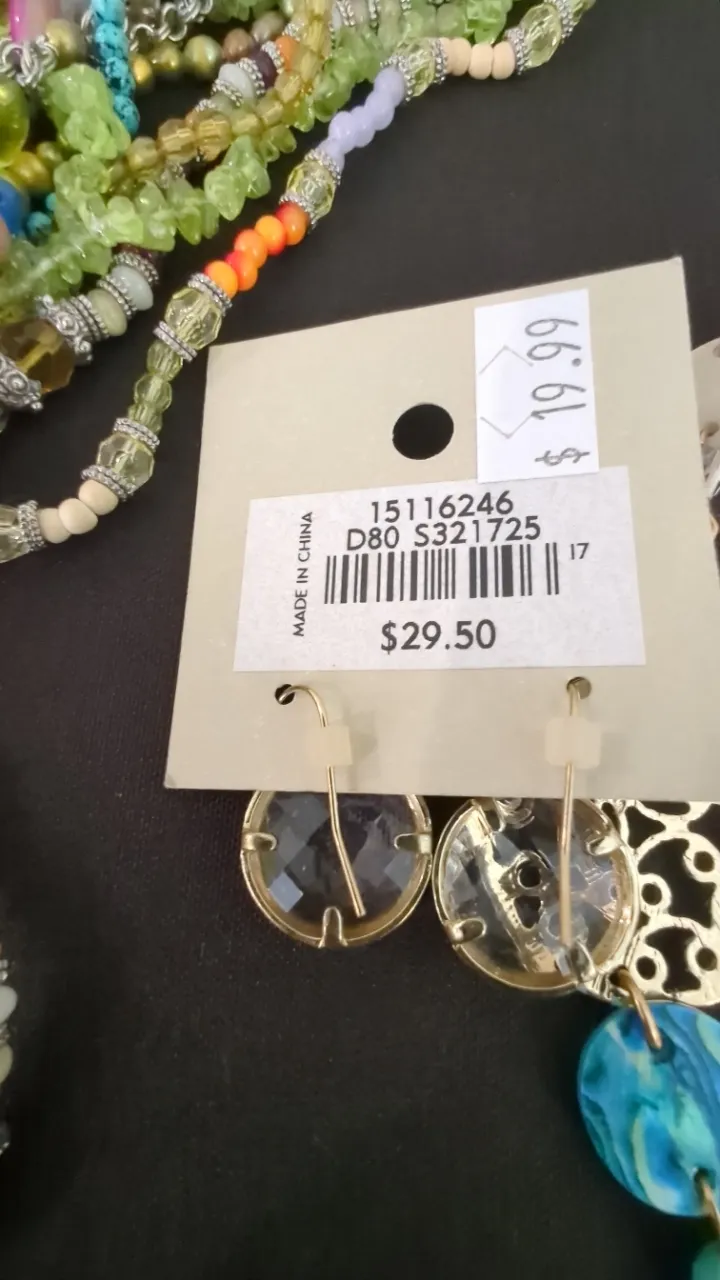 $ 19.99
15116246
D80 S321725
17
MADE IN CHINA
$29.50